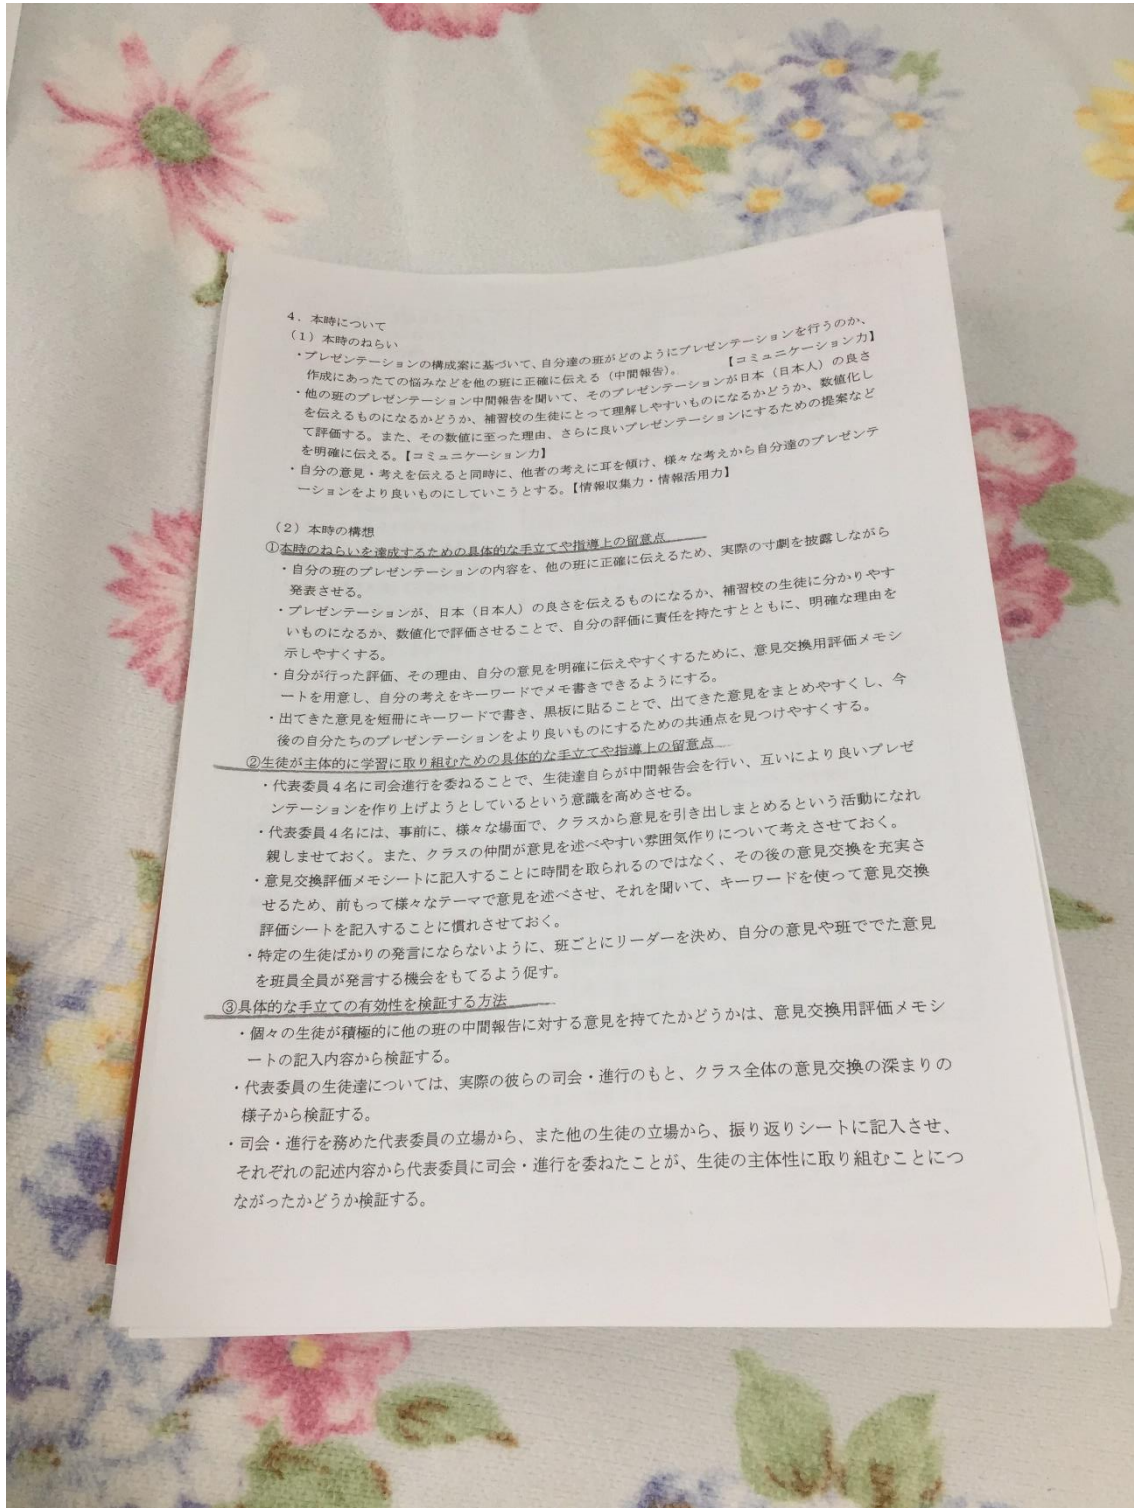 4．本時について
（1）本時のねらい
・プレゼンテーションの構成案に基づいて、自分達の班がどのようにプレゼンテーションを行うのか、
作成にあったての悩みなどを他の班に正確に伝える（中間報告）。　【コミュニケーション力】
・他の班のプレゼンテーション中間報告を聞いて、そのプレゼンテーションが日本（日本人）の良さ
を伝えるものになるかどうか、補習校の生徒にとって理解しやすいものになるかどうか、数値化し
て評価する。また、その数値に至った理由、さらに良いプレゼンテーションにするための提案など
を明確に伝える。【コミュニケーション力】
・自分の意見・考えを伝えると同時に、他者の考えに耳を傾け、様々な考えから自分達のプレゼンテ
ーションをより良いものにしていこうとする。【情報収集力・情報活用力】
（2）本時の構想
①本時のねらいを達成するための具体的な手立てや指導上の留意点
・自分の班のプレゼンテーションの内容を、他の班に正確に伝えるため、実際の寸劇を披露しながら
発表させる。
・プレゼンテーションが、日本（日本人）の良さを伝えるものになるか、補習校の生徒に分かりやす
いものになるか、数値化で評価させることで、自分の評価に責任を持たすとともに、明確な理由を
示しやすくする。
・自分が行った評価、その理由、自分の意見を明確に伝えやすくするために、意見交換用評価メモシ
ートを用意し、自分の考えをキーワードでメモ書きできるようにする。
・出てきた意見を短冊にキーワードで書き、黒板に貼ることで、出てきた意見をまとめやすくし、今
後の自分たちのプレゼンテーションをより良いものにするための共通点を見つけやすくする。
②生徒が主体的に学習に取り組むための具体的な手立てや指導上の留意点
・代表委員4名に司会進行を委ねることで、生徒達自らが中間報告会を行い、互いにより良いプレゼ
ンテーションを作り上げようとしているという意識を高めさせる。
・代表委員4名には、事前に、様々な場面で、クラスから意見を引き出しまとめるという活動になれ
親しませておく。また、クラスの仲間が意見を述べやすい雰囲気作りについて考えさせておく。
・意見交換評価メモシートに記入することに時間を取られるのではなく、その後の意見交換を充実さ
せるため、前もって様々なテーマで意見を述べさせ、それを聞いて、キーワードを使って意見交換
評価シートを記入することに慣れさせておく。
・特定の生徒ばかりの発言にならないように、班ごとにリーダーを決め、自分の意見や班ででた意見
を班員全員が発言する機会をもてるよう促す。
③具体的な手立ての有効性を検証する方法
・個々の生徒が積極的に他の班の中間報告に対する意見を持てたかどうかは、意見交換用評価メモシ
ートの記入内容から検証する。
・代表委員の生徒達については、実際の彼らの司会・進行のもと、クラス全体の意見交換の深まりの
様子から検証する。
・司会・進行を務めた代表委員の立場から、また他の生徒の立場から、振り返りシートに記入させ、
それぞれの記述内容から代表委員に司会・進行を委ねたことが、生徒の主体性に取り組むことにつ
ながったかどうか検証する。